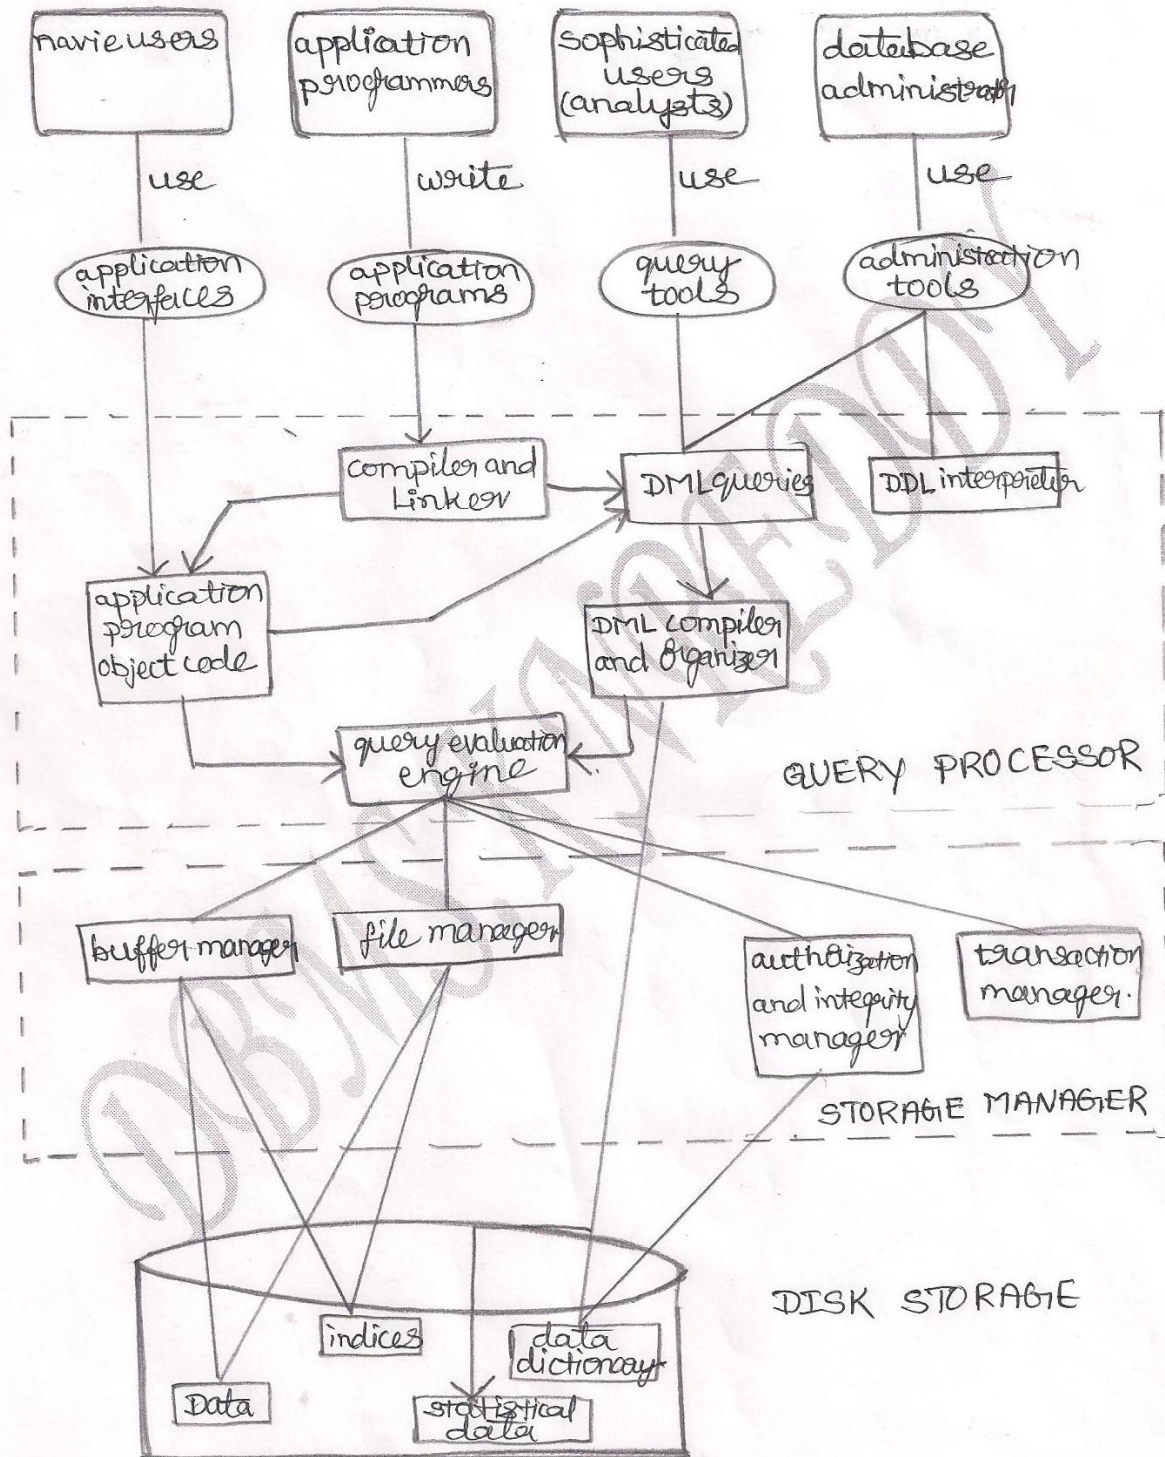 navie users
application
programmers
sophisticated
users
(analysts)
database
administrator
use
write
use
use
application
interfaces
application
programs
query
tools
administration
tools
compiler and
Linker
DML queries
DDL interpreter
application
program
object code
DML compiler
and organizer
query evaluation
engine
QUERY PROCESSOR
buffer manager
file manager
authorization
and integrity
manager
transaction
manager.
STORAGE MANAGER
DISK STORAGE
indices
data
dictionary
Data
statistical
data